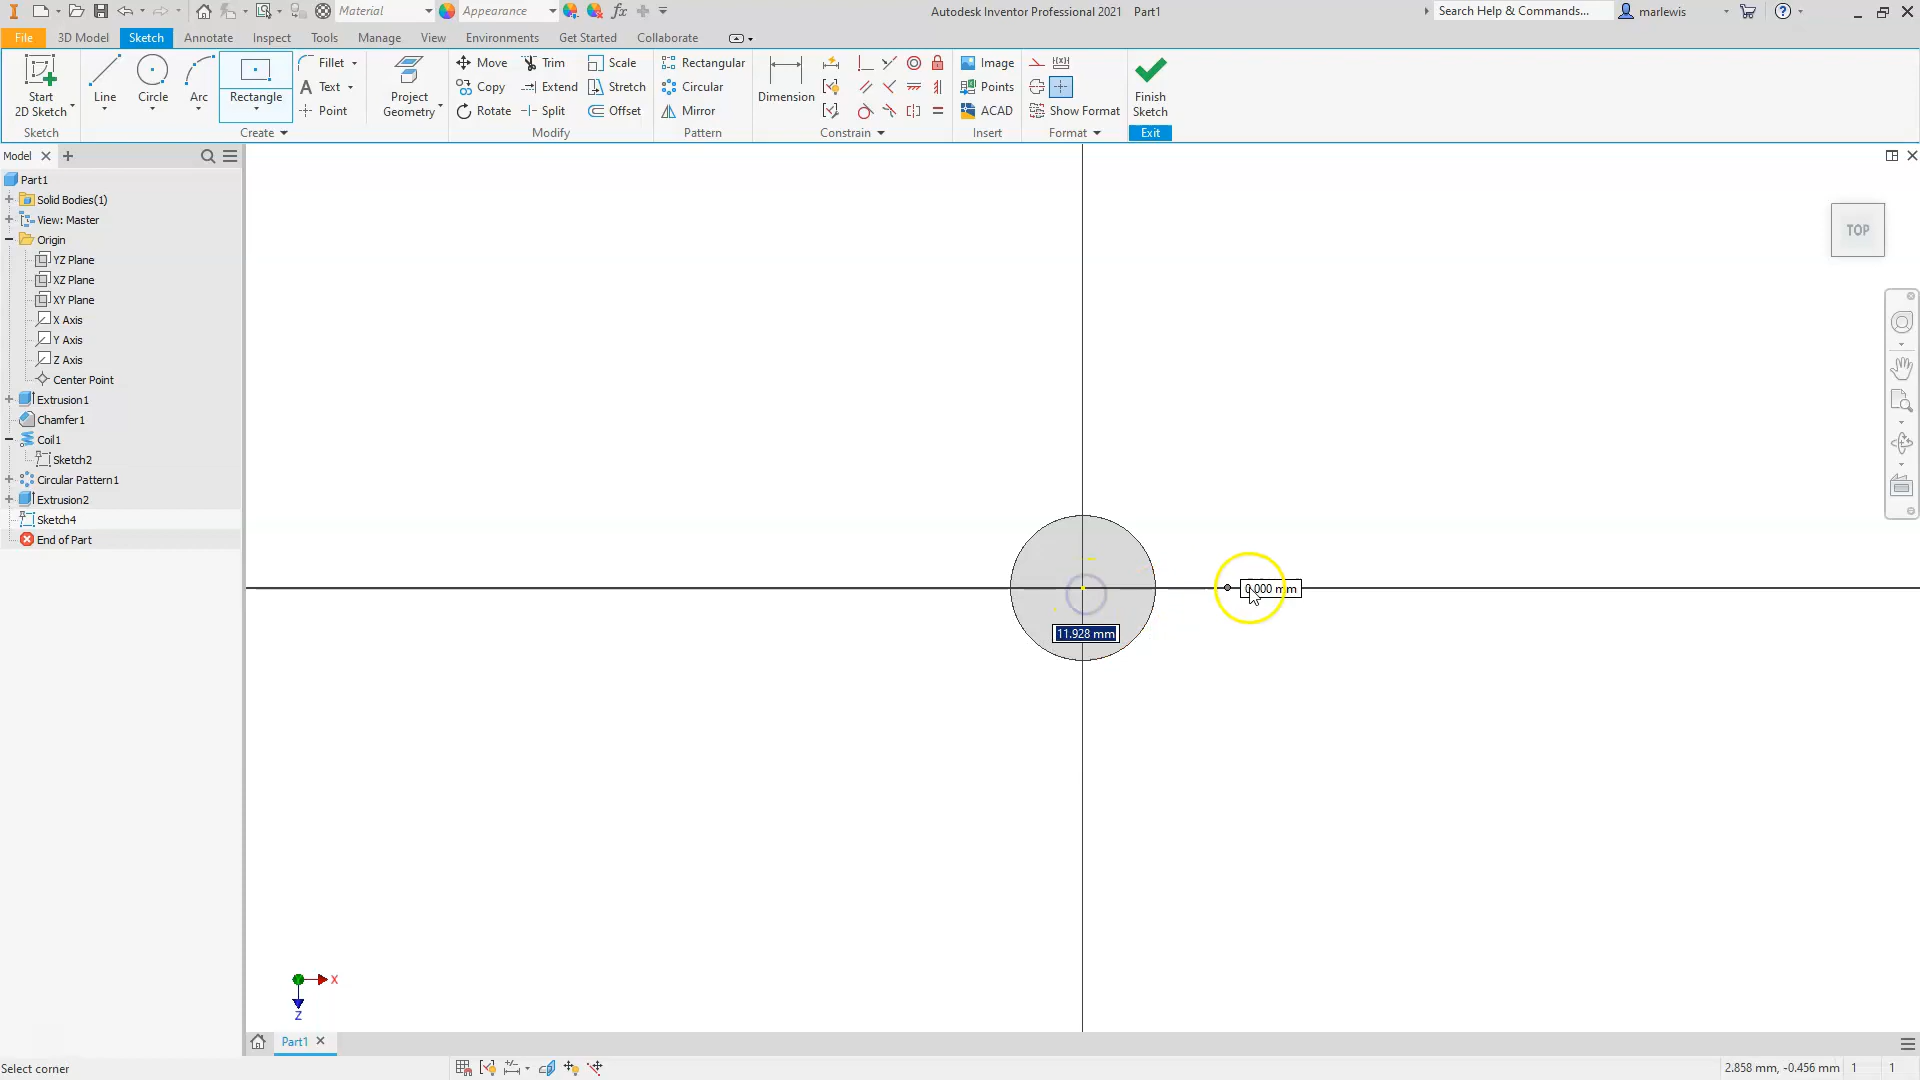 Material Appearance fx Autodesk Inventor Professional 2021 Part1 Search Help & Commands... marlewis
File 3D Model Sketch Annotate Inspect Tools Manage View Environments Get Started Collaborate
Start 2D Sketch Line Circle Arc Rectangle Fillet Text Point Project Geometry Move Copy Rotate Trim Extend Split Scale Stretch Offset Rectangular Circular Mirror Dimension Image Points ACAD Show Format Finish Sketch
Sketch Create Modify Pattern Constrain Insert Format Exit
Model
Part1
Solid Bodies(1)
View: Master
Origin
YZ Plane
XZ Plane
XY Plane
X Axis
Y Axis
Z Axis
Center Point
Extrusion1
Chamfer1
Coil1
Sketch2
Circular Pattern1
Extrusion2
Sketch4
End of Part
TOP
0.000 mm
11.928 mm
X
Z
Part1
Select corner 2.858 mm, -0.456 mm 1 1